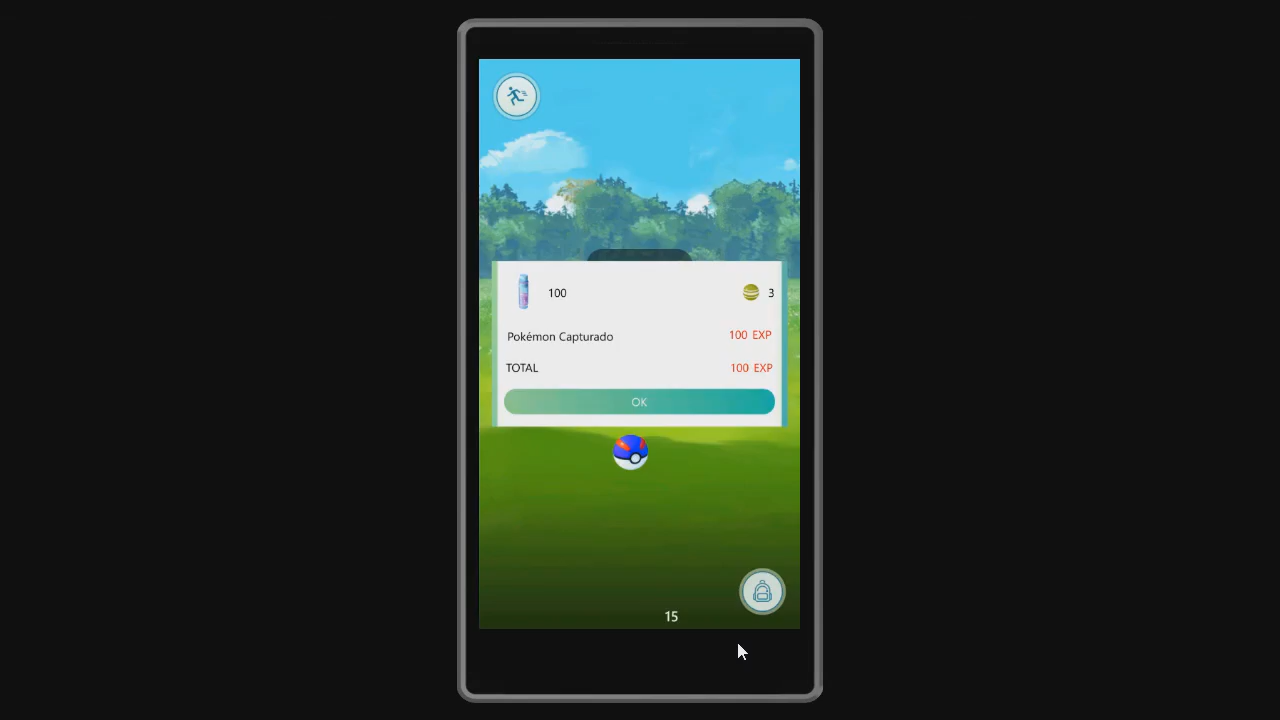 100 3
Pokémon Capturado 100 EXP
TOTAL 100 EXP
OK
15